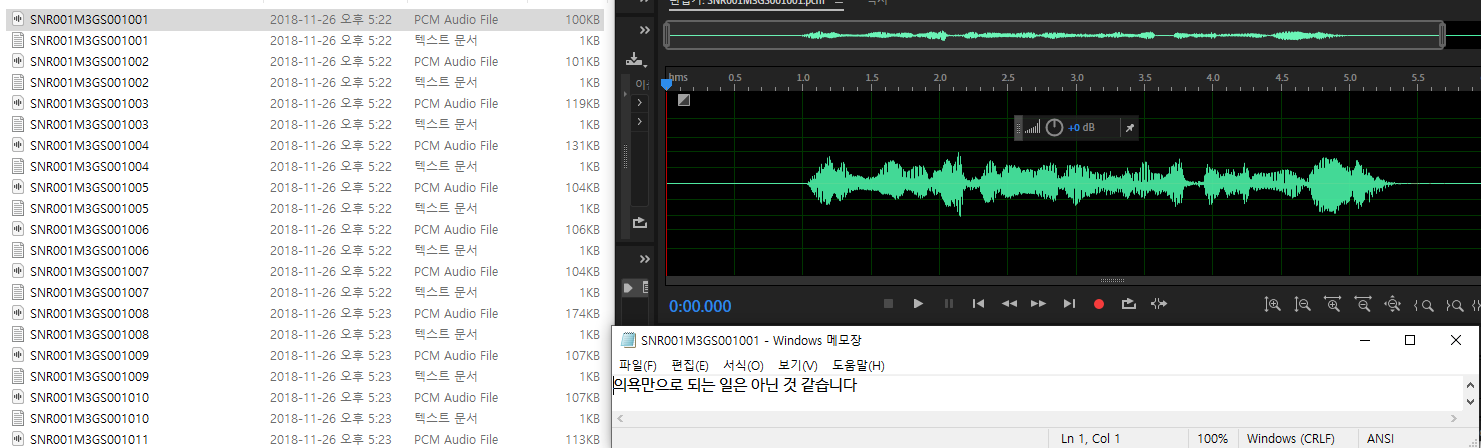 SNR001M3GS001001 2018-11-26 오후 5:22 PCM Audio File 100KB
SNR001M3GS001001 2018-11-26 오후 5:22 텍스트 문서 1KB
SNR001M3GS001002 2018-11-26 오후 5:22 PCM Audio File 101KB
SNR001M3GS001002 2018-11-26 오후 5:22 텍스트 문서 1KB
SNR001M3GS001003 2018-11-26 오후 5:22 PCM Audio File 119KB
SNR001M3GS001003 2018-11-26 오후 5:22 텍스트 문서 1KB
SNR001M3GS001004 2018-11-26 오후 5:22 PCM Audio File 131KB
SNR001M3GS001004 2018-11-26 오후 5:22 텍스트 문서 1KB
SNR001M3GS001005 2018-11-26 오후 5:22 PCM Audio File 104KB
SNR001M3GS001005 2018-11-26 오후 5:22 텍스트 문서 1KB
SNR001M3GS001006 2018-11-26 오후 5:22 PCM Audio File 106KB
SNR001M3GS001006 2018-11-26 오후 5:22 텍스트 문서 1KB
SNR001M3GS001007 2018-11-26 오후 5:22 PCM Audio File 104KB
SNR001M3GS001007 2018-11-26 오후 5:22 텍스트 문서 1KB
SNR001M3GS001008 2018-11-26 오후 5:23 PCM Audio File 174KB
SNR001M3GS001008 2018-11-26 오후 5:23 텍스트 문서 1KB
SNR001M3GS001009 2018-11-26 오후 5:23 PCM Audio File 107KB
SNR001M3GS001009 2018-11-26 오후 5:23 텍스트 문서 1KB
SNR001M3GS001010 2018-11-26 오후 5:23 PCM Audio File 107KB
SNR001M3GS001010 2018-11-26 오후 5:23 텍스트 문서 1KB
SNR001M3GS001011 2018-11-26 오후 5:23 PCM Audio File 113KB
편집기: SNR001M3GS001001.pcm
hms 0.5 1.0 1.5 2.0 2.5 3.0 3.5 4.0 4.5 5.0 5.5
+0 dB
0:00.000
SNR001M3GS001001 - Windows 메모장
파일(F) 편집(E) 서식(O) 보기(V) 도움말(H)
의욕만으로 되는 일은 아닌 것 같습니다
Ln 1, Col 1 100% Windows (CRLF) ANSI